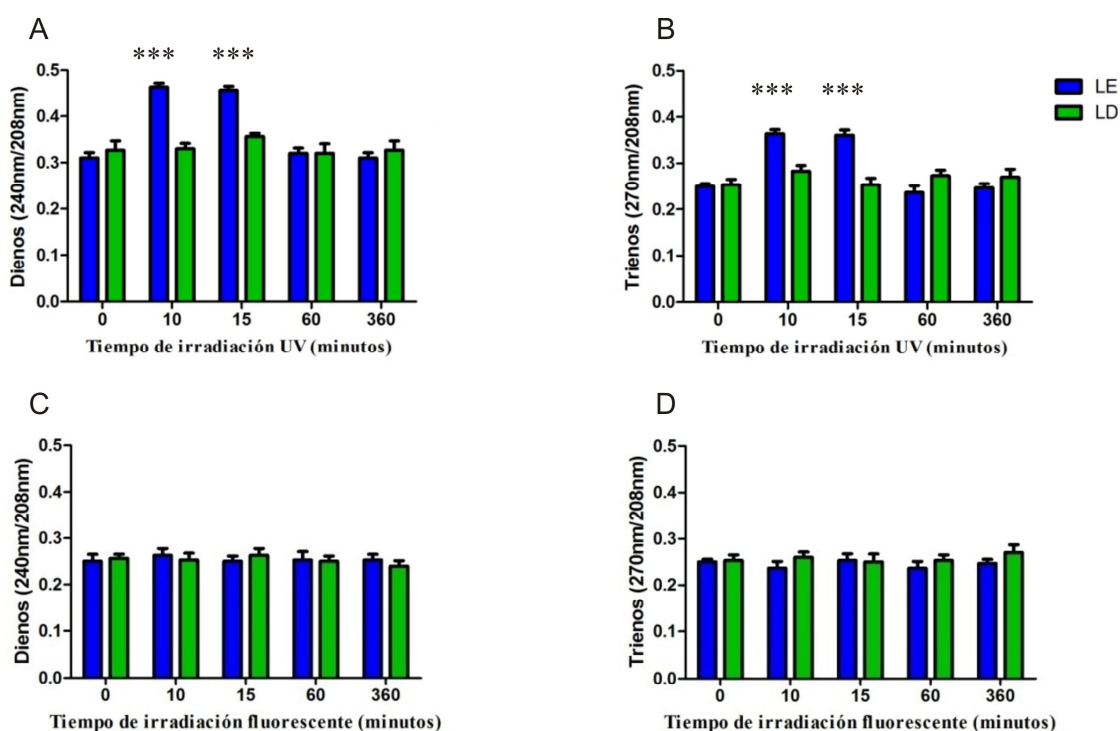 A
*** ***
Dienos (240nm/208nm)
0.5
0.4
0.3
0.2
0.1
0.0
0 10 15 60 360
Tiempo de irradiación UV (minutos)
B
*** ***
Trienos (270nm/208nm)
0.5
0.4
0.3
0.2
0.1
0.0
0 10 15 60 360
Tiempo de irradiación UV (minutos)
LE
LD
C
Dienos (240nm/208nm)
0.5
0.4
0.3
0.2
0.1
0.0
0 10 15 60 360
Tiempo de irradiación fluorescente (minutos)
D
Trienos (270nm/208nm)
0.5
0.4
0.3
0.2
0.1
0.0
0 10 15 60 360
Tiempo de irradiación fluorescente (minutos)